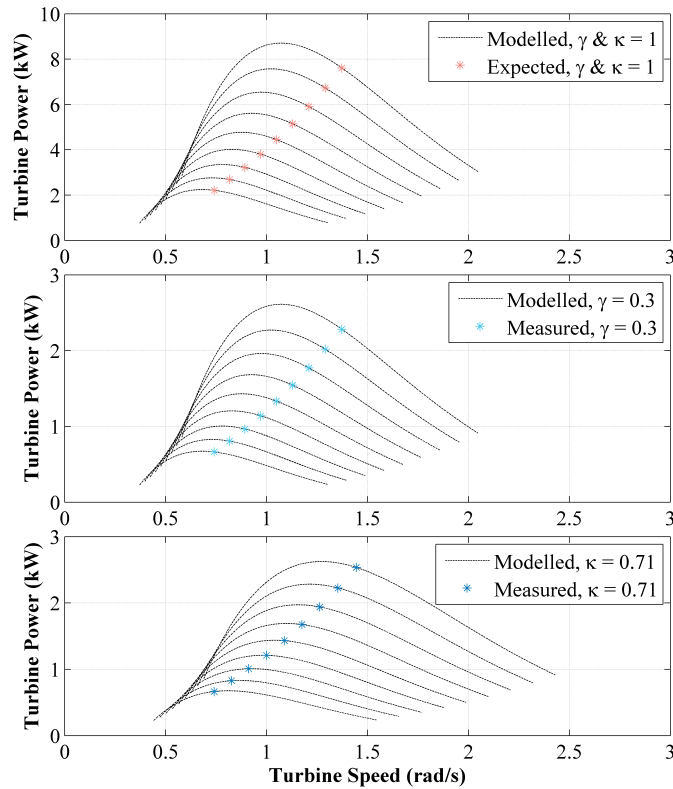 10
8
6
4
2
0
Turbine Power (kW)
Modelled, γ & κ = 1
Expected, γ & κ = 1
0 0.5 1 1.5 2 2.5 3
3
2
1
0
Turbine Power (kW)
Modelled, γ = 0.3
Measured, γ = 0.3
0 0.5 1 1.5 2 2.5 3
3
2
1
0
Turbine Power (kW)
Modelled, κ = 0.71
Measured, κ = 0.71
0 0.5 1 1.5 2 2.5 3
Turbine Speed (rad/s)